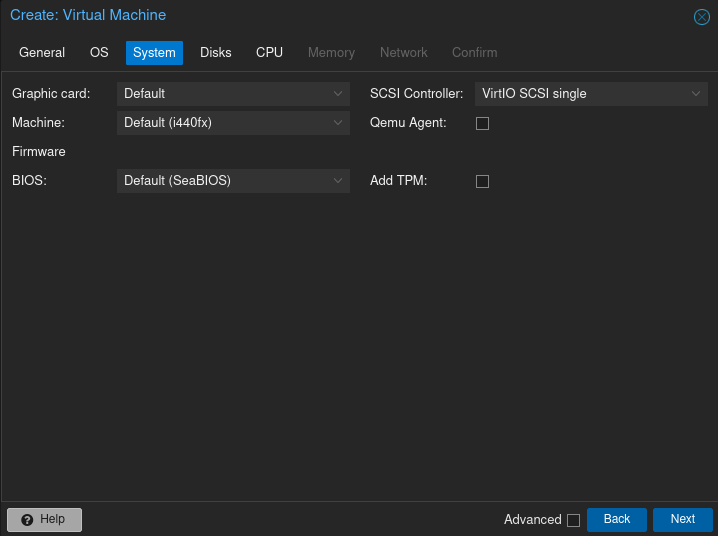 Create: Virtual Machine
General OS System Disks CPU Memory Network Confirm
Graphic card: Default SCSI Controller: VirtIO SCSI single
Machine: Default (i440fx) Qemu Agent:
Firmware
BIOS: Default (SeaBIOS) Add TPM:
Help Advanced Back Next